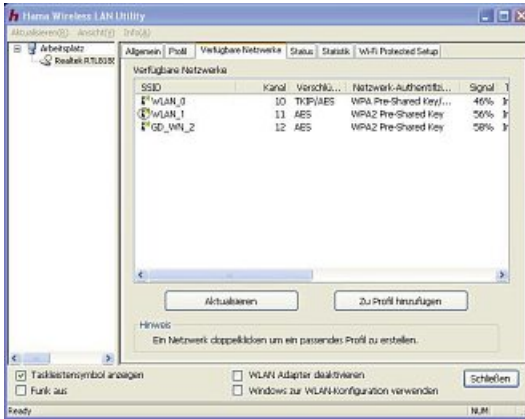 Hama Wireless LAN Utility
Aktualisieren(R) Ansicht(V) Info(A)
Arbeitsplatz
Realtek RTL818
Allgemein Profil Verfügbare Netzwerke Status Statistik Wi-Fi Protected Setup
Verfügbare Netzwerke
SSID Kanal Verschlü... Netzwerk-Authentifizi... Signal
WLAN_0 10 TKIP/AES WPA Pre-Shared Key/... 46%
WLAN_1 11 AES WPA2 Pre-Shared Key 56%
GD_WN_2 12 AES WPA2 Pre-Shared Key 58%
Aktualisieren Zu Profil hinzufügen
Hinweis
Ein Netzwerk doppelklicken um ein passendes Profil zu erstellen.
Taskleistensymbol anzeigen WLAN Adapter deaktivieren
Funk aus Windows zur WLAN-Konfiguration verwenden
Schließen
Ready NUM